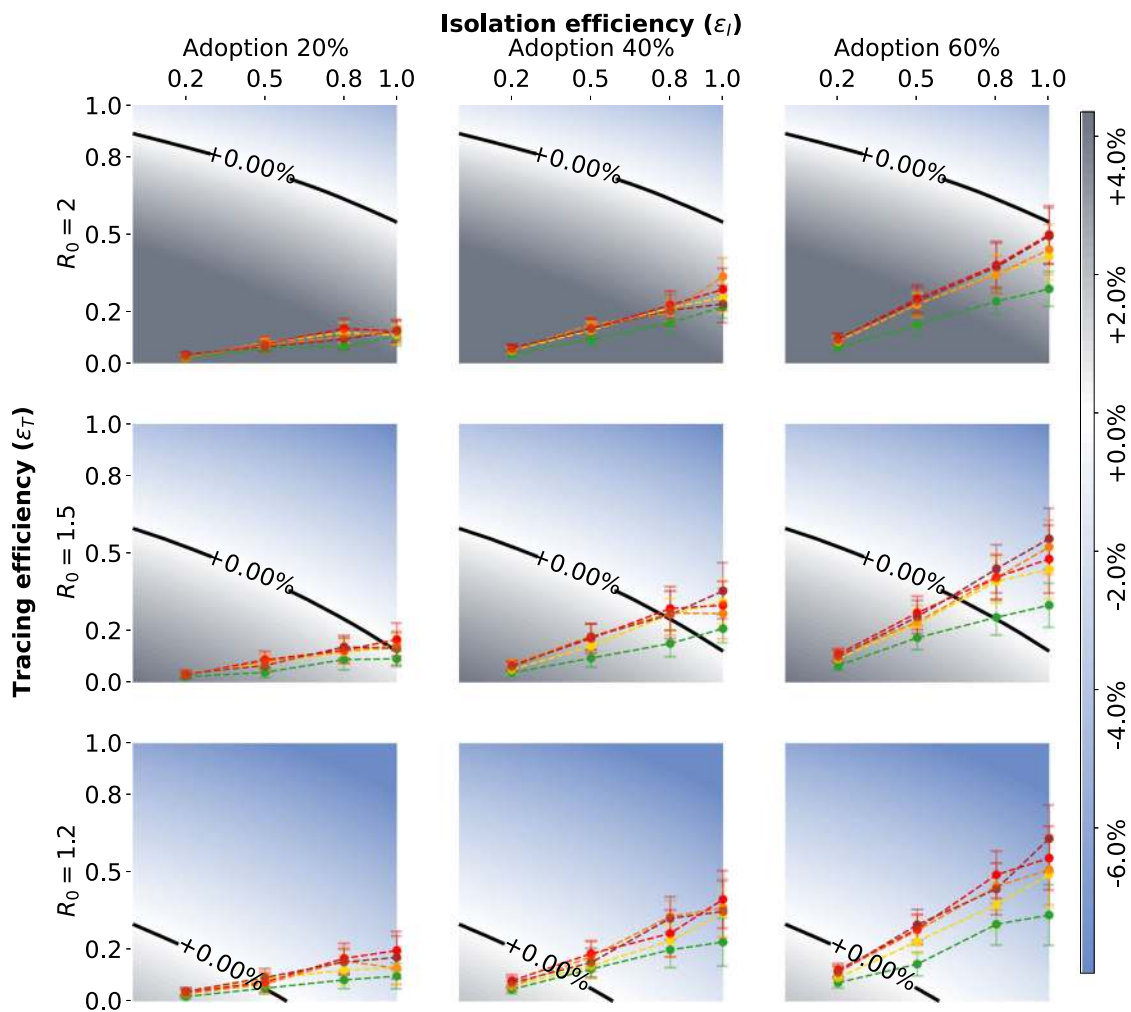 Isolation efficiency (ε_I)
Adoption 20% Adoption 40% Adoption 60%
0.2 0.5 0.8 1.0 0.2 0.5 0.8 1.0 0.2 0.5 0.8 1.0
Tracing efficiency (ε_T)
R_0 = 2
1.0
0.8
0.5
0.2
0.0
+0.00% +0.00% +0.00%
R_0 = 1.5
1.0
0.8
0.5
0.2
0.0
+0.00% +0.00% +0.00%
R_0 = 1.2
1.0
0.8
0.5
0.2
0.0
+0.00% +0.00% +0.00%
+4.0%
+2.0%
+0.0%
-2.0%
-4.0%
-6.0%